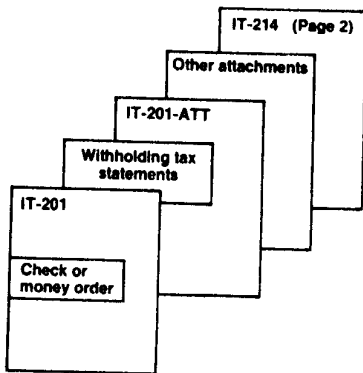 IT-214 (Page 2)
Other attachments
IT-201-ATT
Withholding tax
statements
IT-201
Check or
money order